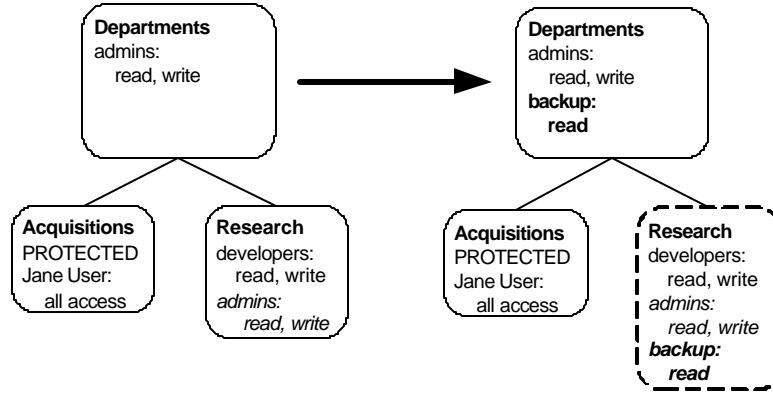 Departments
admins:
read, write
Acquisitions
PROTECTED
Jane User:
all access
Research
developers:
read, write
admins:
read, write
Departments
admins:
read, write
backup:
read
Acquisitions
PROTECTED
Jane User:
all access
Research
developers:
read, write
admins:
read, write
backup:
read